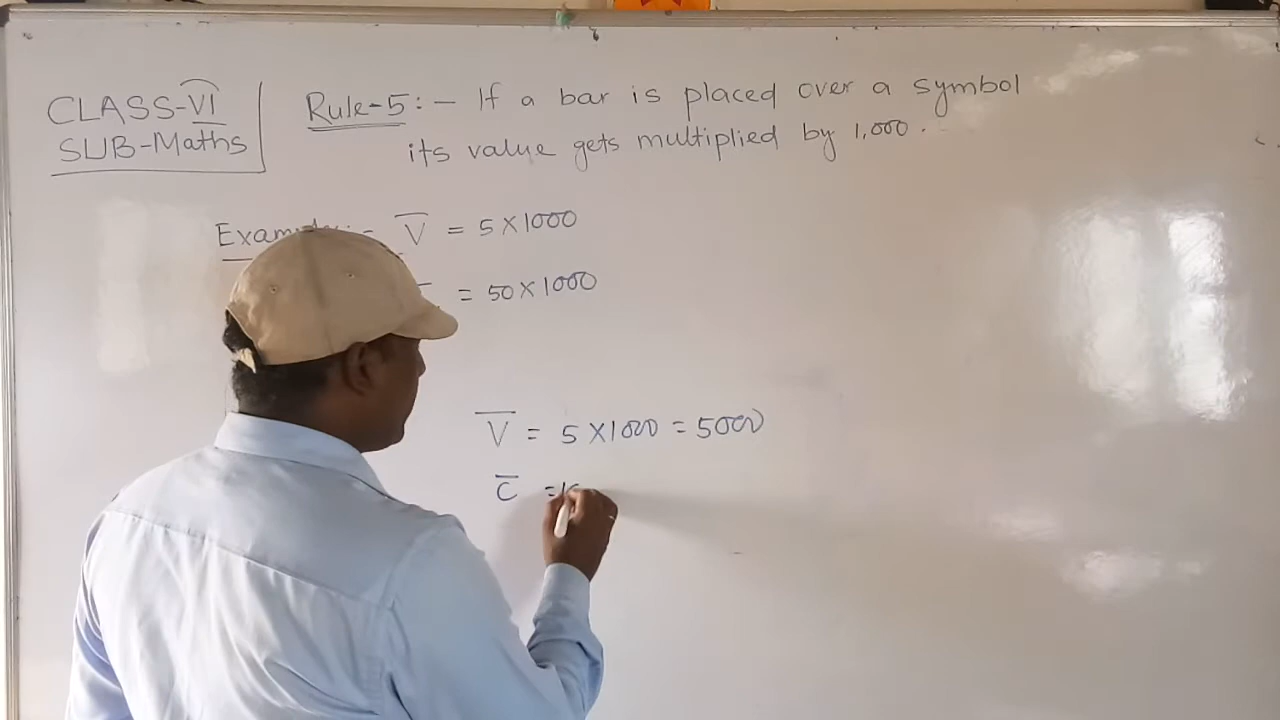 CLASS-VI
SUB-Maths
Rule-5:- If a bar is placed over a symbol
its value gets multiplied by 1,000.
V̅ = 5×1000
= 50×1000
V̅ = 5×1000 = 5000
C̅ =